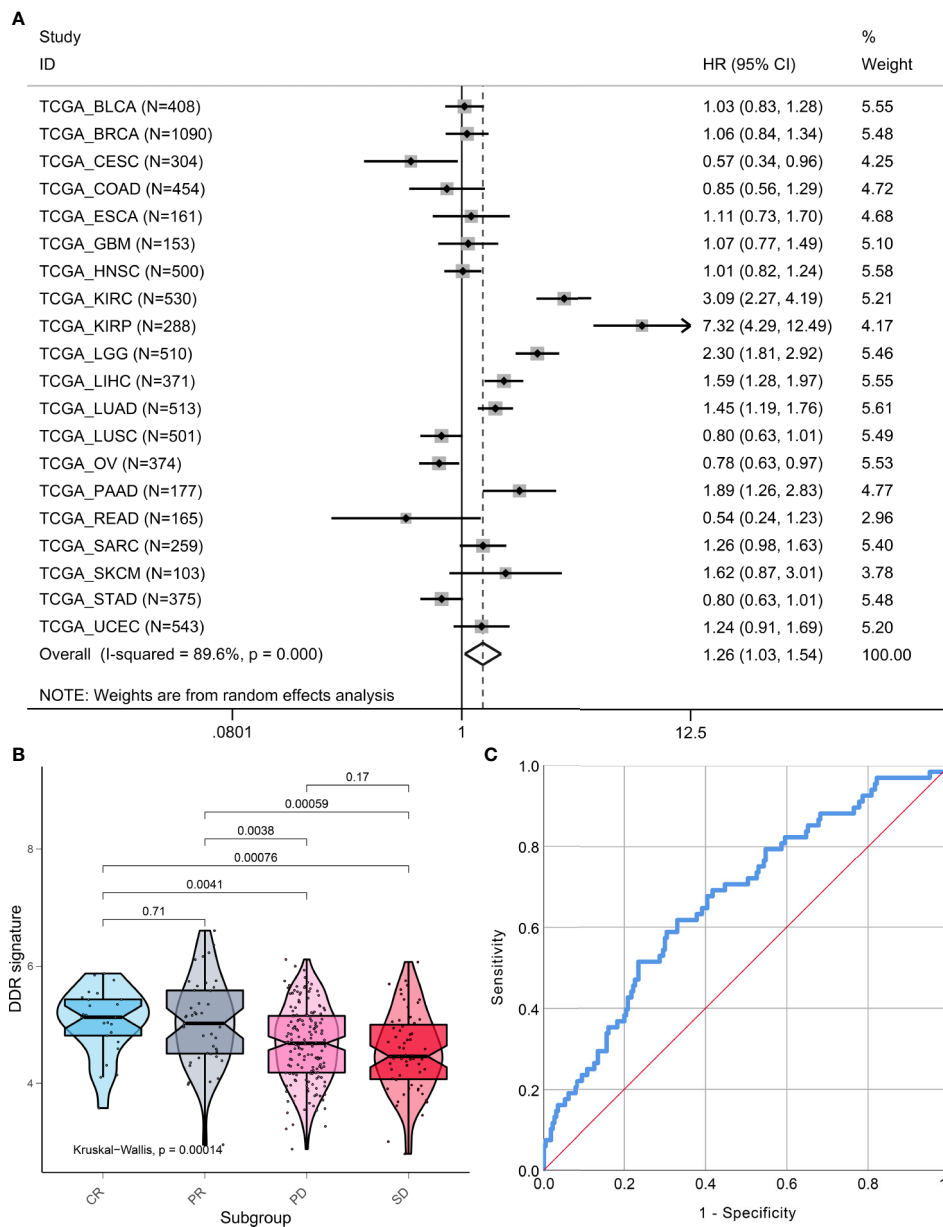 A
Study %
ID HR (95% CI) Weight
TCGA_BLCA (N=408) 1.03 (0.83, 1.28) 5.55
TCGA_BRCA (N=1090) 1.06 (0.84, 1.34) 5.48
TCGA_CESC (N=304) 0.57 (0.34, 0.96) 4.25
TCGA_COAD (N=454) 0.85 (0.56, 1.29) 4.72
TCGA_ESCA (N=161) 1.11 (0.73, 1.70) 4.68
TCGA_GBM (N=153) 1.07 (0.77, 1.49) 5.10
TCGA_HNSC (N=500) 1.01 (0.82, 1.24) 5.58
TCGA_KIRC (N=530) 3.09 (2.27, 4.19) 5.21
TCGA_KIRP (N=288) 7.32 (4.29, 12.49) 4.17
TCGA_LGG (N=510) 2.30 (1.81, 2.92) 5.46
TCGA_LIHC (N=371) 1.59 (1.28, 1.97) 5.55
TCGA_LUAD (N=513) 1.45 (1.19, 1.76) 5.61
TCGA_LUSC (N=501) 0.80 (0.63, 1.01) 5.49
TCGA_OV (N=374) 0.78 (0.63, 0.97) 5.53
TCGA_PAAD (N=177) 1.89 (1.26, 2.83) 4.77
TCGA_READ (N=165) 0.54 (0.24, 1.23) 2.96
TCGA_SARC (N=259) 1.26 (0.98, 1.63) 5.40
TCGA_SKCM (N=103) 1.62 (0.87, 3.01) 3.78
TCGA_STAD (N=375) 0.80 (0.63, 1.01) 5.48
TCGA_UCEC (N=543) 1.24 (0.91, 1.69) 5.20
Overall (I-squared = 89.6%, p = 0.000) 1.26 (1.03, 1.54) 100.00
NOTE: Weights are from random effects analysis
.0801 1 12.5
B
0.17
0.00059
0.0038
0.00076
0.0041
0.71
8
6
4
DDR signature
Kruskal−Wallis, p = 0.00014
CR PR PD SD
Subgroup
C
1.0
0.8
0.6
0.4
0.2
0.0
Sensitivity
0.0 0.2 0.4 0.6 0.8 1
1 - Specificity